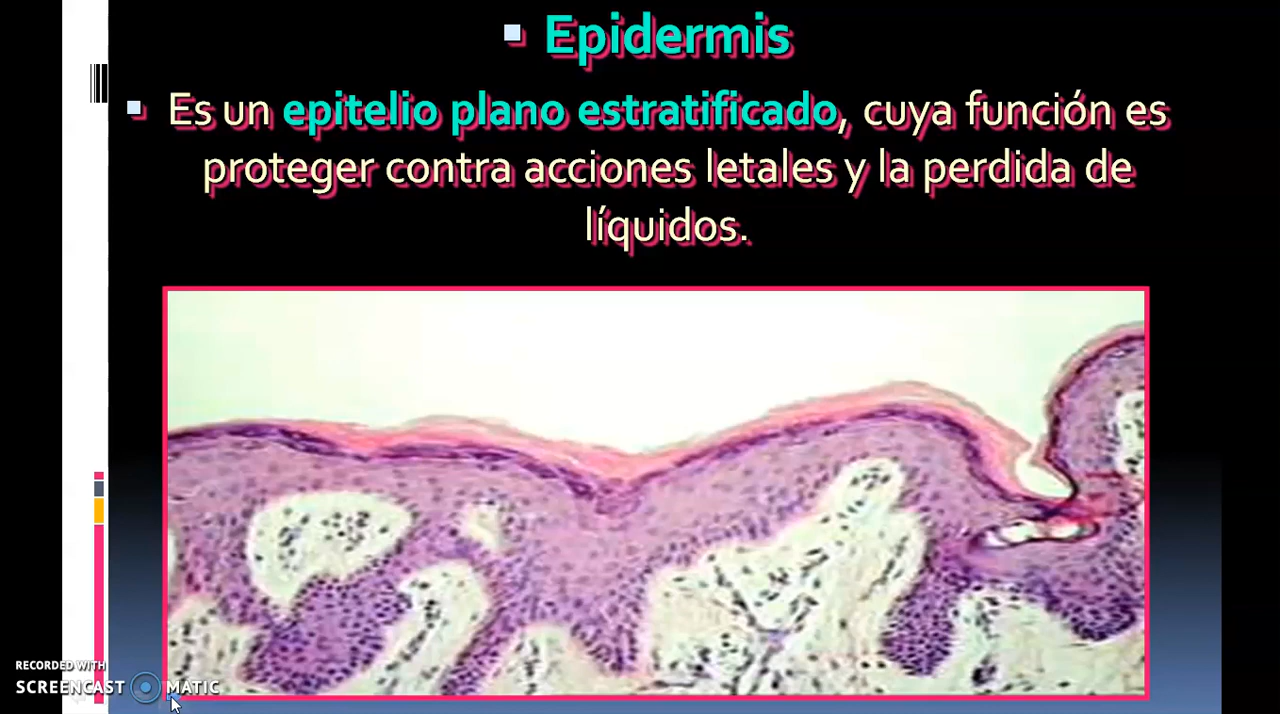 Epidermis
Es un epitelio plano estratificado, cuya función es
proteger contra acciones letales y la perdida de
líquidos.
RECORDED WITH
SCREENCAST MATIC